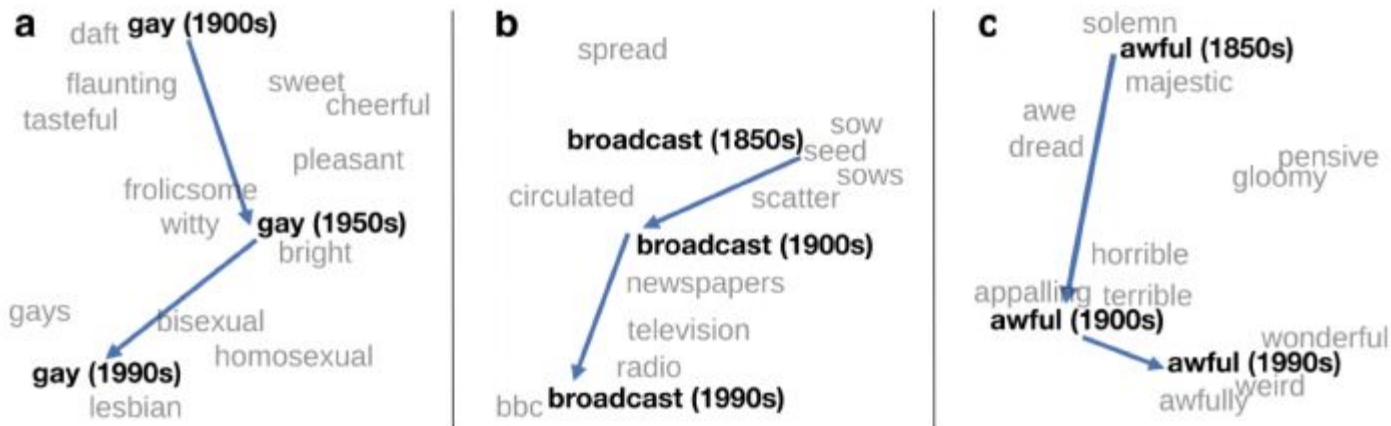 a
daft gay (1900s)
flaunting sweet
tasteful cheerful
pleasant
frolicsome
witty gay (1950s)
bright
gays bisexual
homosexual
gay (1990s)
lesbian
b
spread
sow
broadcast (1850s) seed
sows
circulated scatter
broadcast (1900s)
newspapers
television
radio
bbc broadcast (1990s)
c
solemn
awful (1850s)
majestic
awe
dread pensive
gloomy
horrible
appalling terrible
awful (1900s)
wonderful
awful (1990s)
weird
awfully